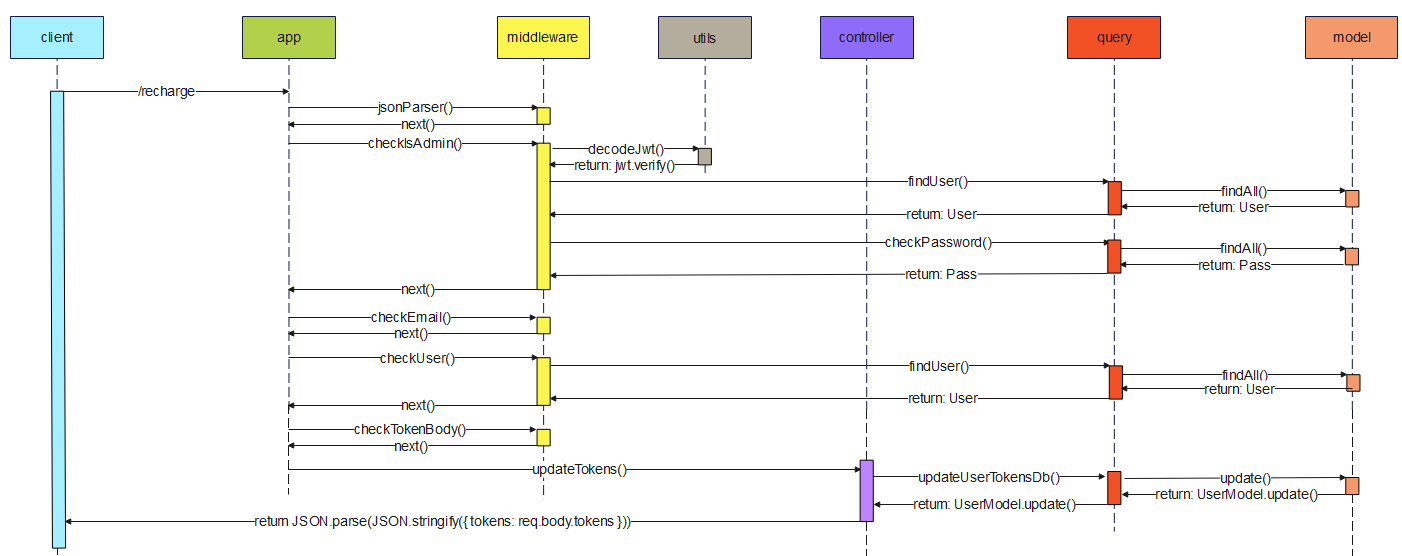 client
app
middleware
utils
controller
query
model
/recharge
jsonParser()
next()
checkIsAdmin()
decodeJwt()
return: jwt.verify()
findUser()
findAll()
return: User
return: User
checkPassword()
findAll()
return: Pass
return: Pass
next()
checkEmail()
next()
checkUser()
findUser()
findAll()
return: User
return: User
next()
checkTokenBody()
next()
updateTokens()
updateUserTokensDb()
update()
return: UserModel.update()
return: UserModel.update()
return JSON.parse(JSON.stringify({ tokens: req.body.tokens }))